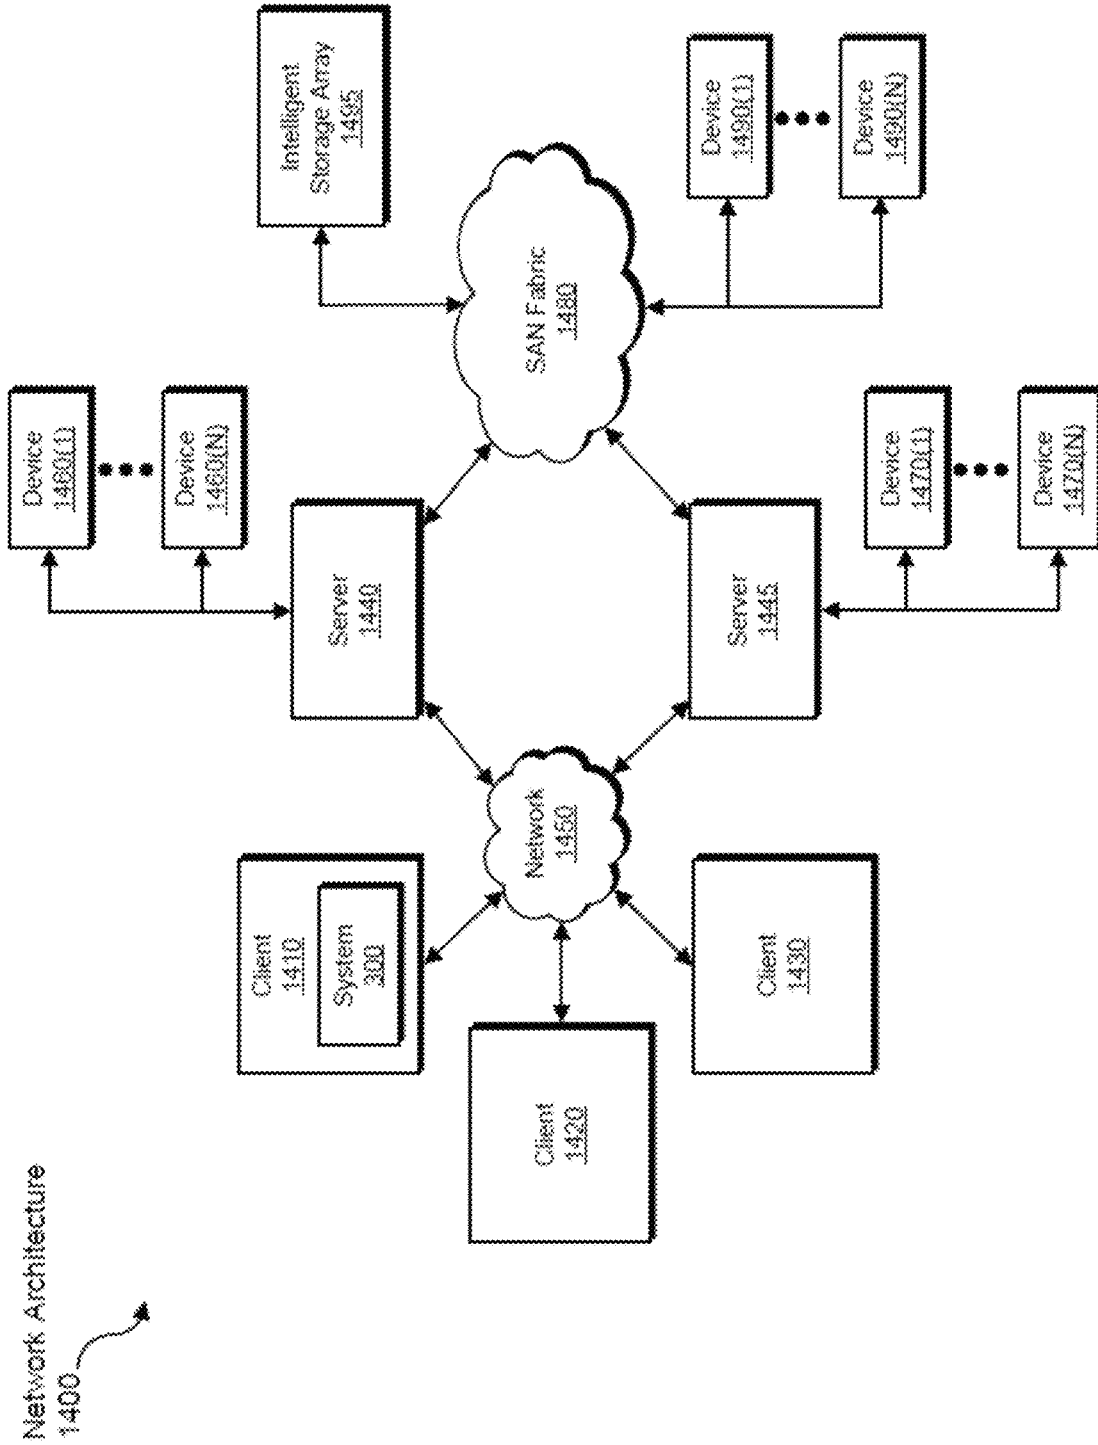 Network Architecture
1400
Client
1410
System
200
Client
1420
Client
1430
Network
1450
Server
1440
Server
1445
Device
1460(1)
Device
1460(N)
Device
1470(1)
Device
1470(N)
SAN Fabric
1480
Intelligent
Storage Array
1495
Device
1490(1)
Device
1490(N)